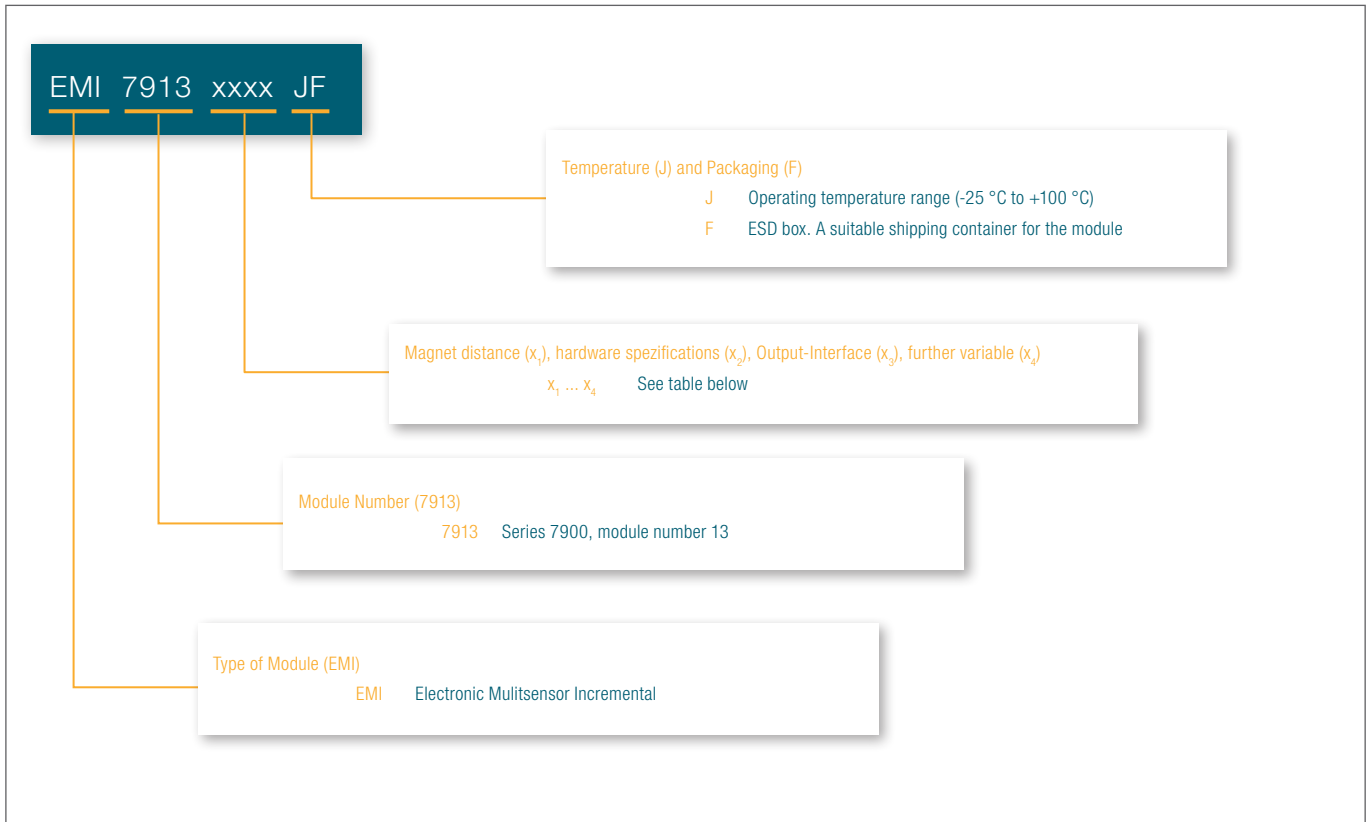 EMI 7913 xxxx JF
Temperature (J) and Packaging (F)
J Operating temperature range (-25 °C to +100 °C)
F ESD box. A suitable shipping container for the module
Magnet distance (x₁), hardware spezifications (x₂), Output-Interface (x₃), further variable (x₄)
x₁ ... x₄ See table below
Module Number (7913)
7913 Series 7900, module number 13
Type of Module (EMI)
EMI Electronic Mulitsensor Incremental